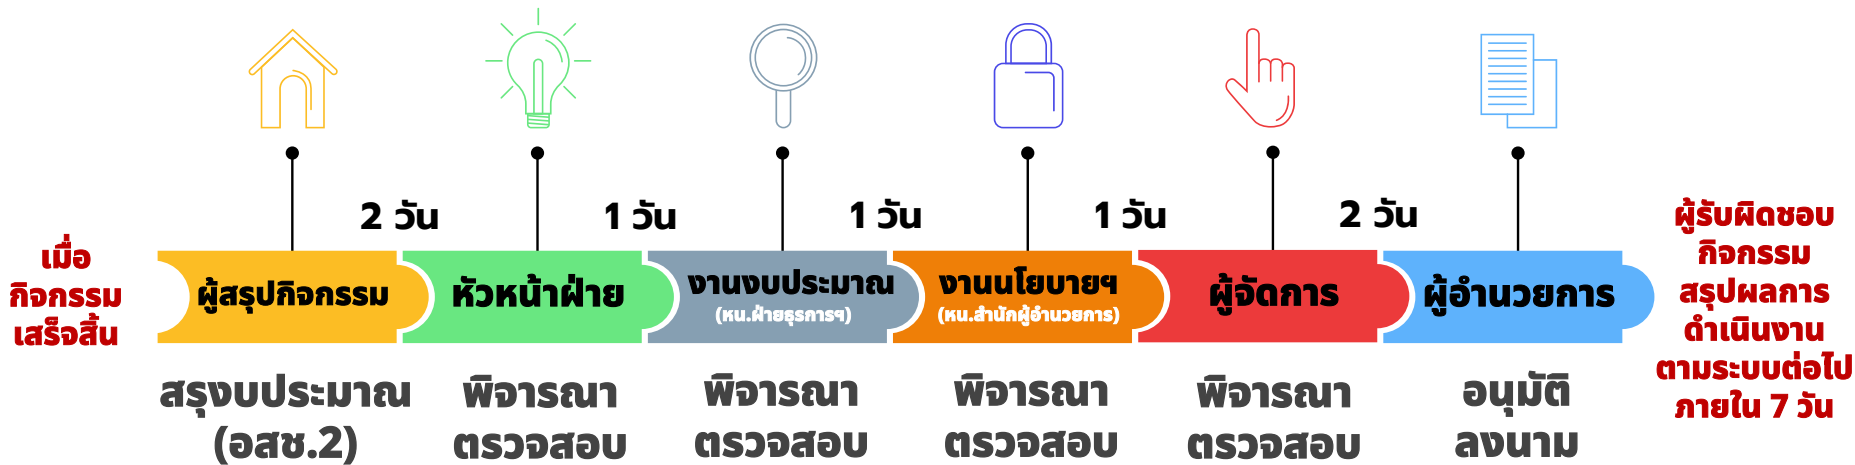 เมื่อ
กิจกรรม
เสร็จสิ้น
2 วัน
1 วัน
1 วัน
1 วัน
2 วัน
ผู้สรุปกิจกรรม
หัวหน้าฝ่าย
งานงบประมาณ
(หน.ฝ่ายธุรการฯ)
งานนโยบายฯ
(หน.สำนักผู้อำนวยการ)
ผู้จัดการ
ผู้อำนวยการ
สรุงบประมาณ
(อสช.2)
พิจารณา
ตรวจสอบ
พิจารณา
ตรวจสอบ
พิจารณา
ตรวจสอบ
พิจารณา
ตรวจสอบ
อนุมัติ
ลงนาม
ผู้รับผิดชอบ
กิจกรรม
สรุปผลการ
ดำเนินงาน
ตามระบบต่อไป
ภายใน 7 วัน